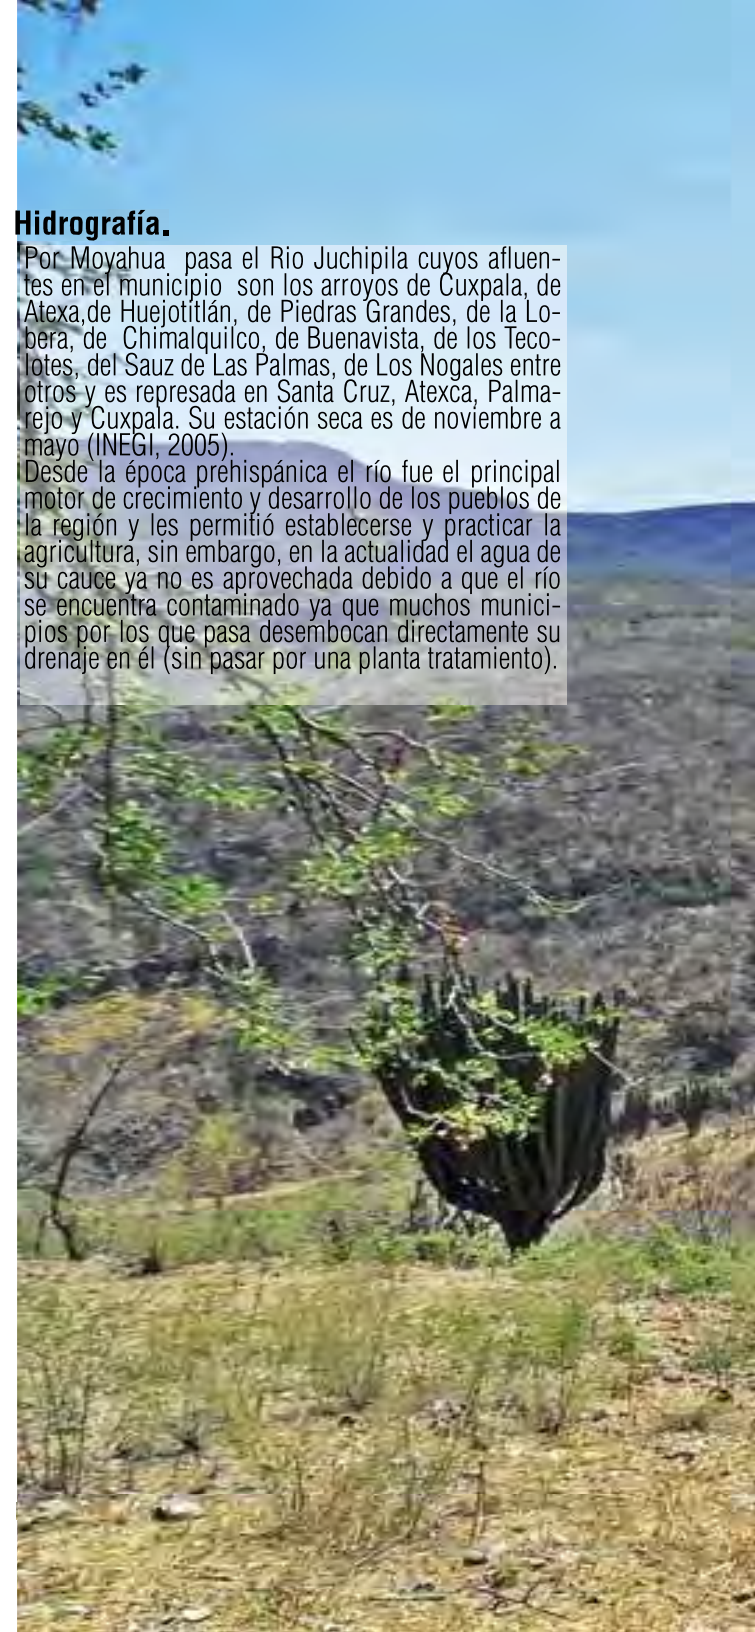 Hidrografía.
Por Moyahua  pasa el Rio Juchipila cuyos afluen-
tes en el municipio  son los arroyos de Cuxpala, de
Atexa,de Huejotitlán, de Piedras Grandes, de la Lo-
bera, de  Chimalquilco, de Buenavista, de los Teco-
lotes, del Sauz de Las Palmas, de Los Nogales entre
otros y es represada en Santa Cruz, Atexca, Palma-
rejo y Cuxpala. Su estación seca es de noviembre a
mayo (INEGI, 2005).
Desde la época prehispánica el río fue el principal
motor de crecimiento y desarrollo de los pueblos de
la región y les permitió establecerse y practicar la
agricultura, sin embargo, en la actualidad el agua de
su cauce ya no es aprovechada debido a que el río
se encuentra contaminado ya que muchos munici-
pios por los que pasa desembocan directamente su
drenaje en él (sin pasar por una planta tratamiento).